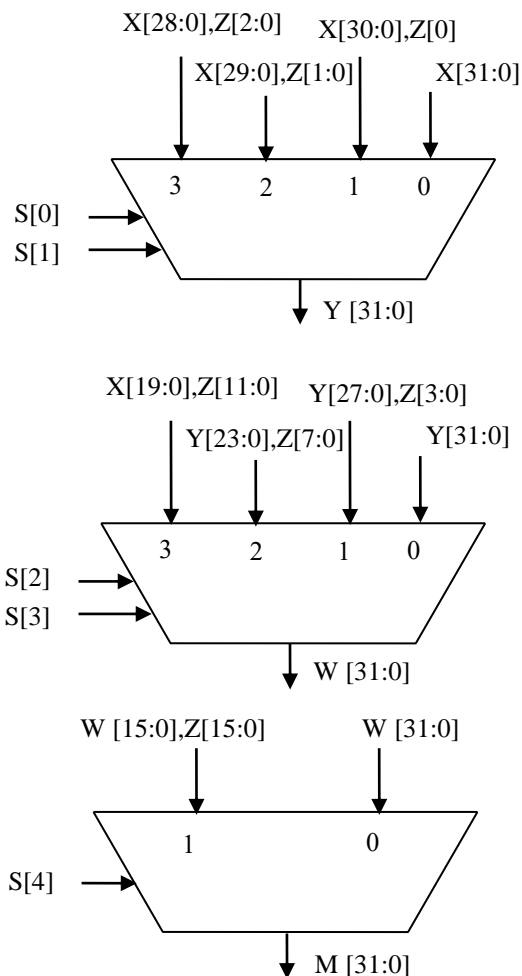 X[28:0],Z[2:0]
X[30:0],Z[0]
X[29:0],Z[1:0]
X[31:0]
3 2 1 0
S[0]
S[1]
Y [31:0]
X[19:0],Z[11:0]
Y[27:0],Z[3:0]
Y[23:0],Z[7:0]
Y[31:0]
3 2 1 0
S[2]
S[3]
W [31:0]
W [15:0],Z[15:0]
W [31:0]
1 0
S[4]
M [31:0]